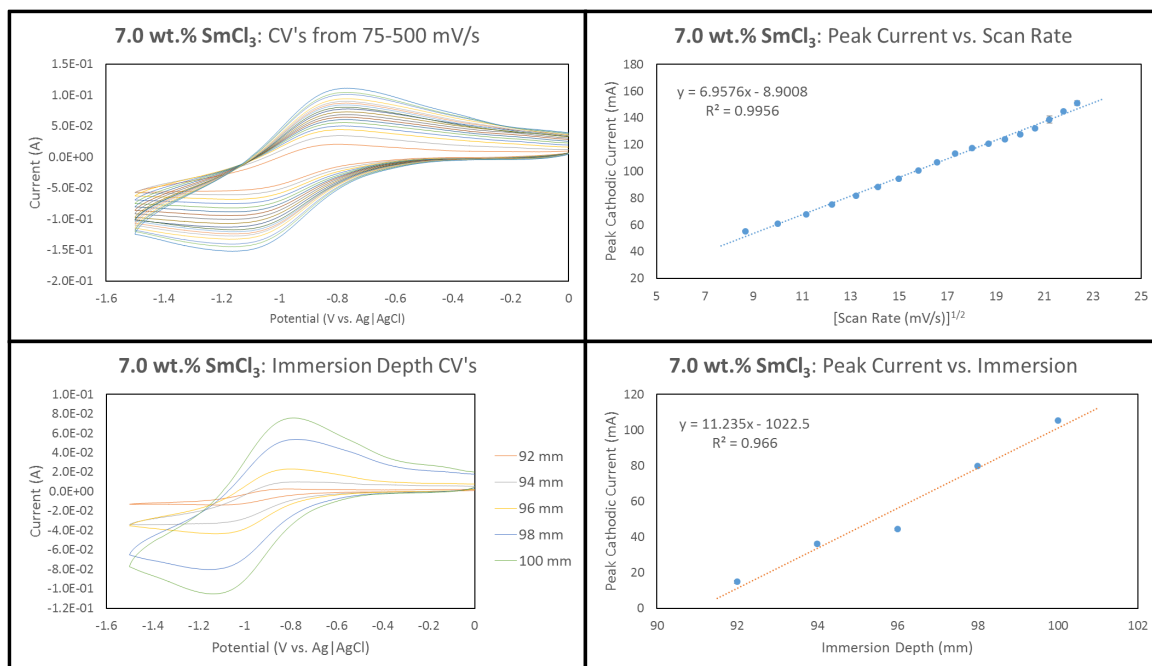 7.0 wt.% SmCl₃: CV's from 75-500 mV/s
1.5E-01
1.0E-01
5.0E-02
0.0E+00
-5.0E-02
-1.0E-01
-1.5E-01
-2.0E-01
Current (A)
-1.6
-1.4
-1.2
-1
-0.8
-0.6
-0.4
-0.2
0
Potential (V vs. Ag|AgCl)
7.0 wt.% SmCl₃: Peak Current vs. Scan Rate
y = 6.9576x - 8.9008
R² = 0.9956
180
160
140
120
100
80
60
40
20
Peak Cathodic Current (mA)
5
7
9
11
13
15
17
19
21
23
25
[Scan Rate (mV/s)]¹/²
7.0 wt.% SmCl₃: Immersion Depth CV's
1.0E-01
8.0E-02
6.0E-02
4.0E-02
2.0E-02
0.0E+00
-2.0E-02
-4.0E-02
-6.0E-02
-8.0E-02
-1.0E-01
-1.2E-01
Current (A)
92 mm
94 mm
96 mm
98 mm
100 mm
-1.6
-1.4
-1.2
-1
-0.8
-0.6
-0.4
-0.2
0
Potential (V vs. Ag|AgCl)
7.0 wt.% SmCl₃: Peak Current vs. Immersion
y = 11.235x - 1022.5
R² = 0.966
120
100
80
60
40
20
0
Peak Cathodic Current (mA)
90
92
94
96
98
100
102
Immersion Depth (mm)